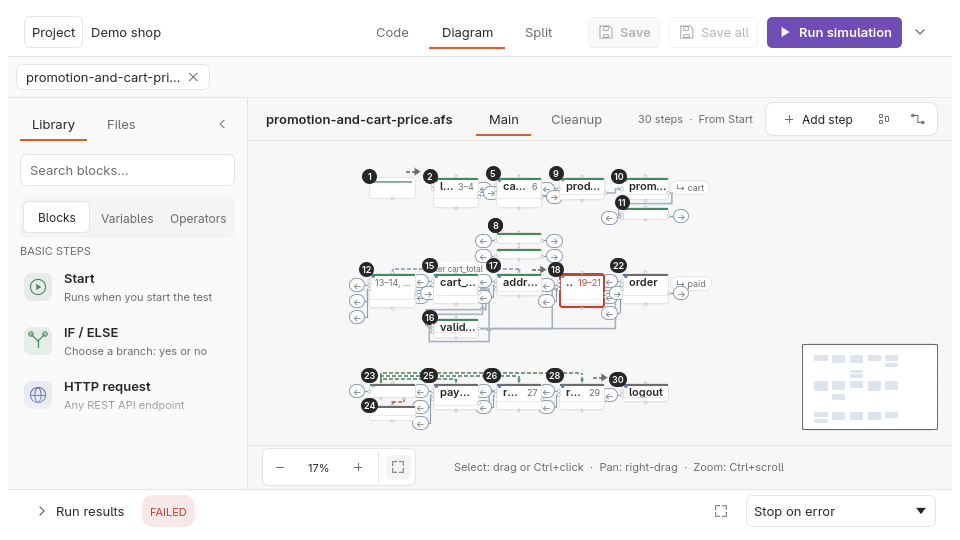 Project Demo shop Code Diagram Split Save Save all Run simulation
promotion-and-cart-pri...
Library Files
promotion-and-cart-price.afs Main Cleanup 30 steps · From Start Add step
Search blocks...
Blocks Variables Operators
BASIC STEPS
Start
Runs when you start the test
IF / ELSE
Choose a branch: yes or no
HTTP request
Any REST API endpoint
1 2 5 9 10
l... 3–4 ca... 6 prod... prom... ↳ cart
11
8
12 15 er cart_total 17 18 22
13–14, ... cart_... addr... .. 19–21 order ↳ paid
16
valid...
23 25 26 28 30
pay... r... 27 r... 29 logout
24
17%
Select: drag or Ctrl+click · Pan: right-drag · Zoom: Ctrl+scroll
Run results FAILED Stop on error